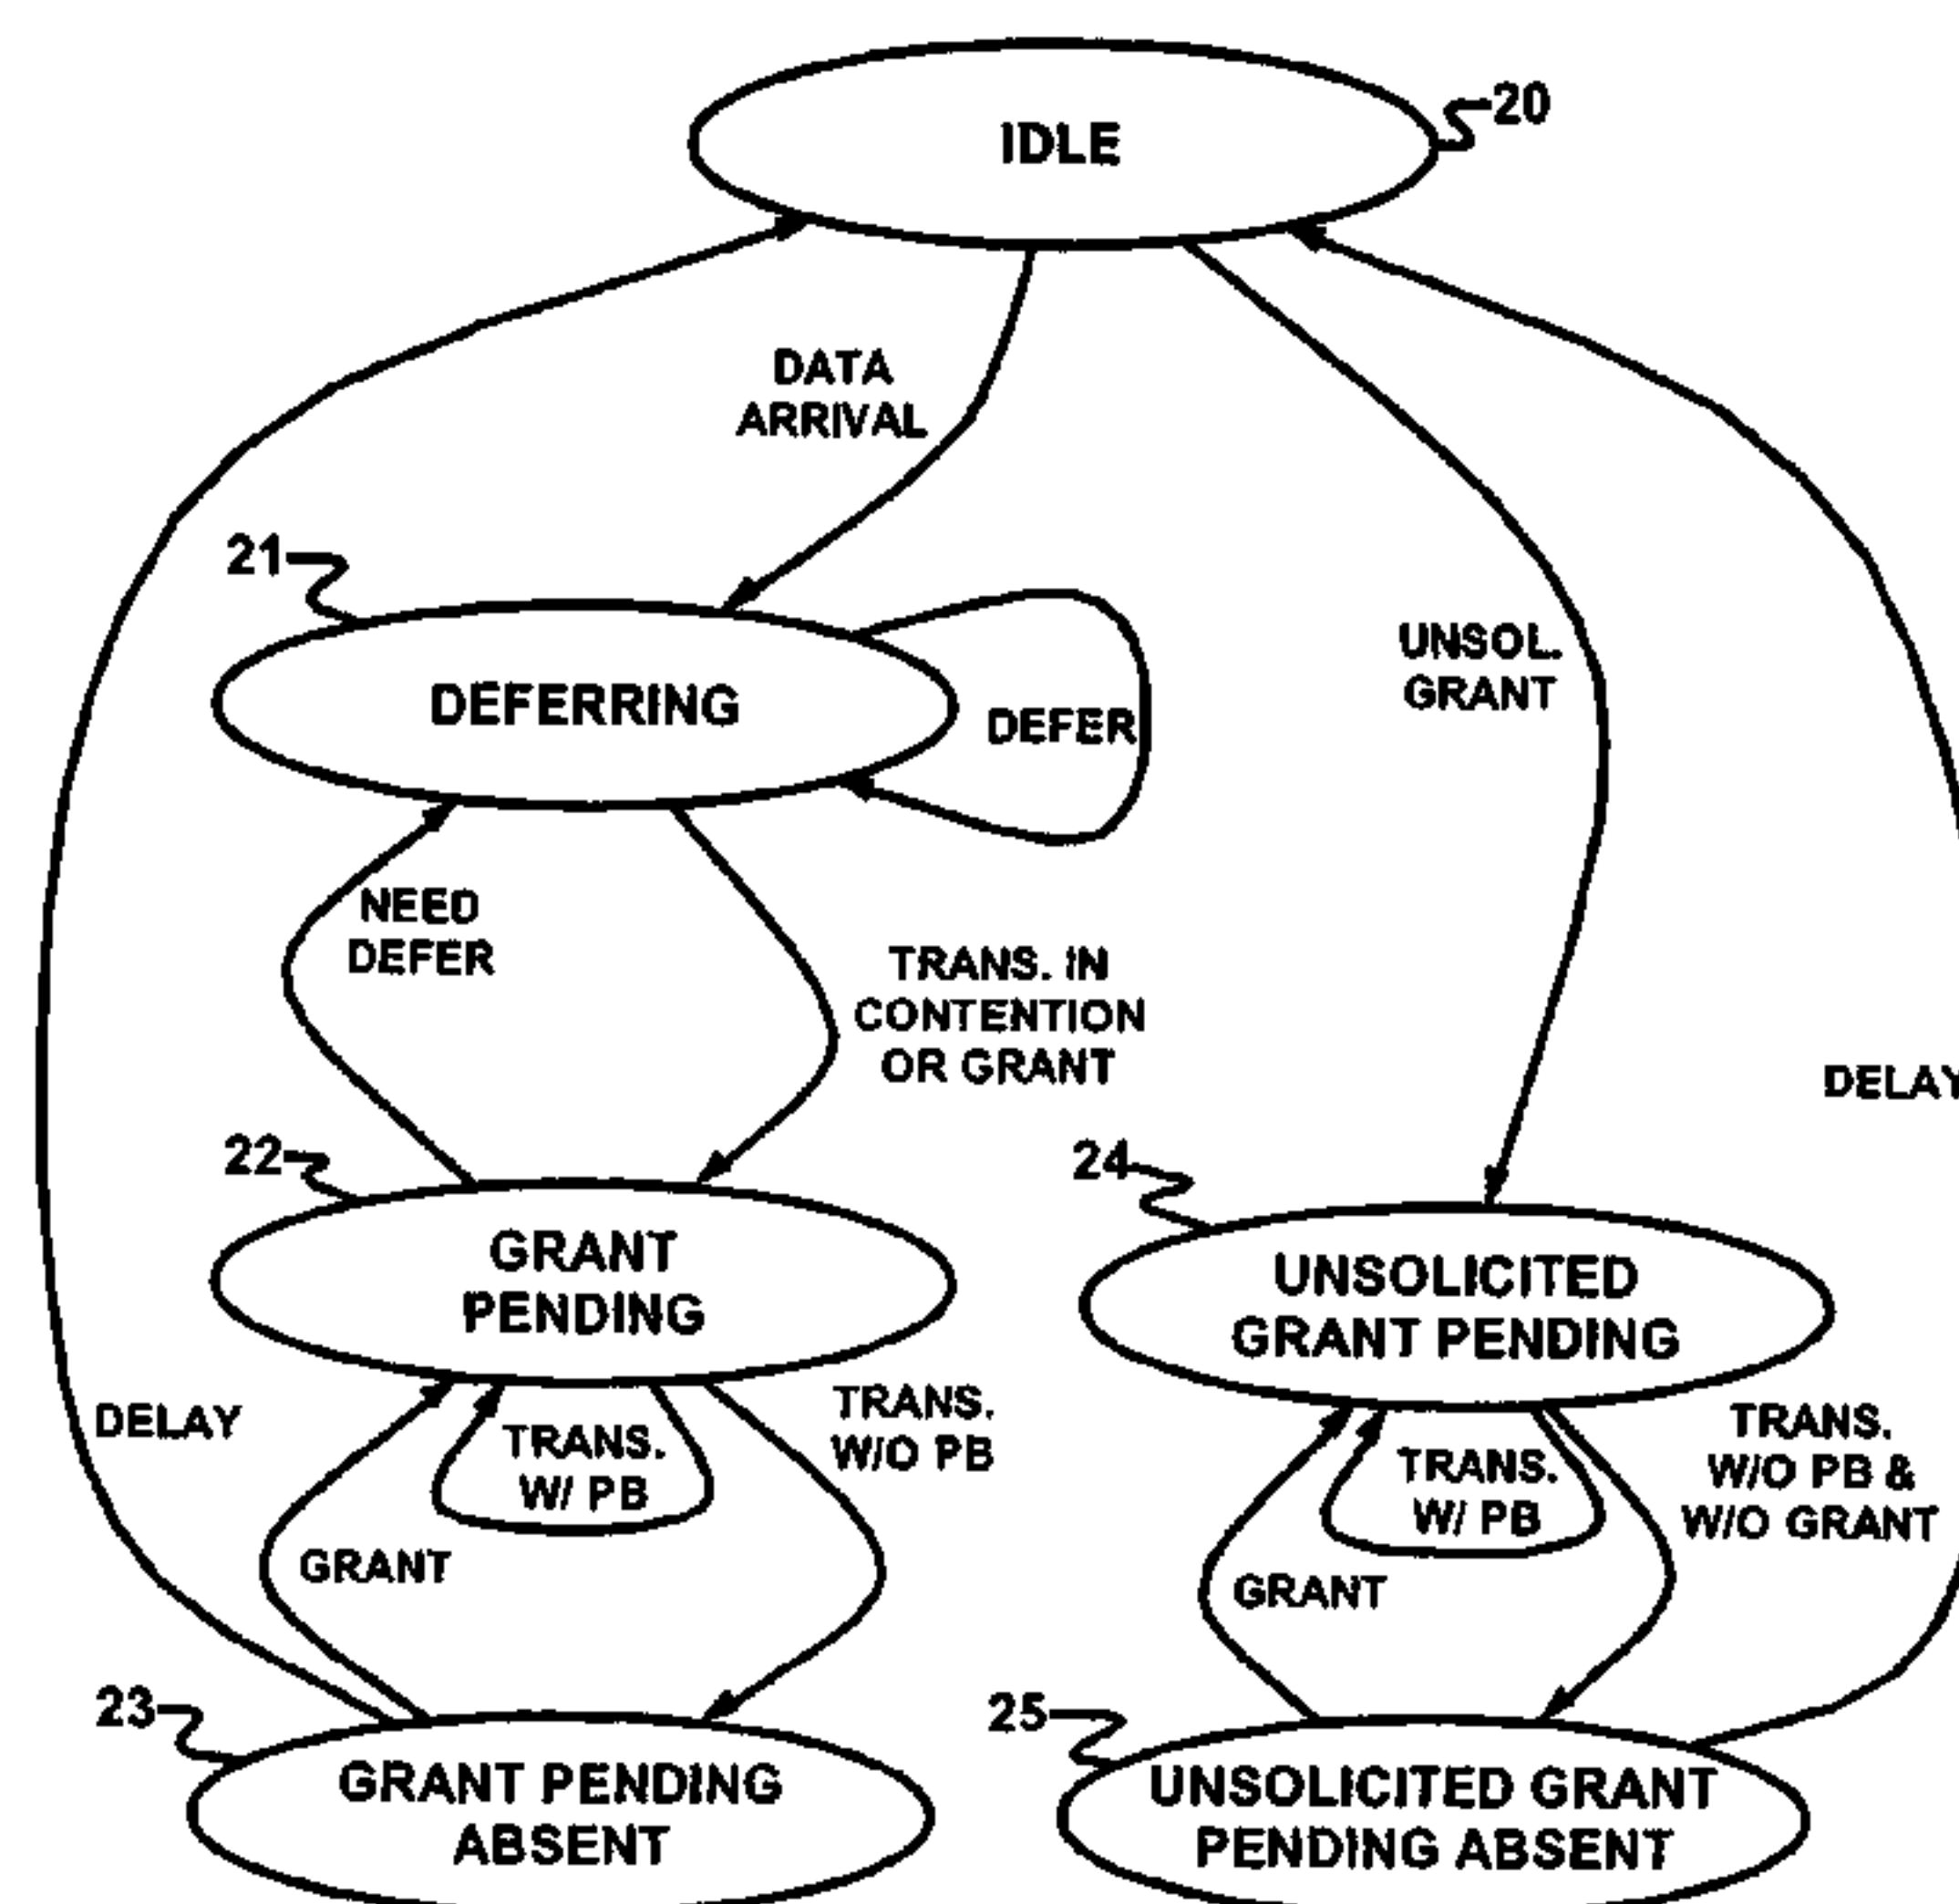 IDLE
20
DATA
ARRIVAL
21
DEFERRING
DEFER
UNSOL.
GRANT
NEED
DEFER
TRANS. IN
CONTENTION
OR GRANT
DELAY
22
GRANT
PENDING
24
UNSOLICITED
GRANT PENDING
DELAY
TRANS.
W/ PB
TRANS.
W/O PB
GRANT
TRANS.
W/ PB
TRANS.
W/O PB &
W/O GRANT
GRANT
23
GRANT PENDING
ABSENT
25
UNSOLICITED GRANT
PENDING ABSENT